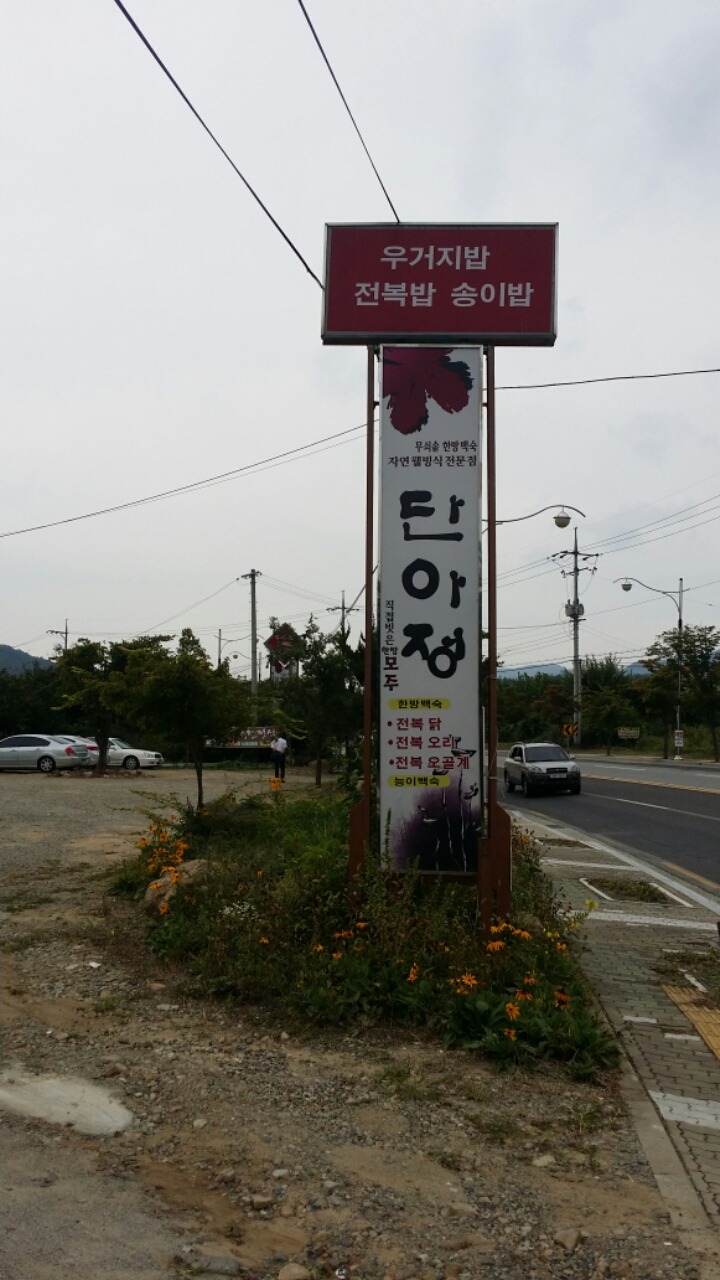 우거지밥
전복밥 송이밥
무쇠솥 한방백숙
자연웰빙식전문점
단아정
직접빚은 한방
모주
한방백숙
•전복 닭
•전복 오리
•전복 오골계
능이백숙